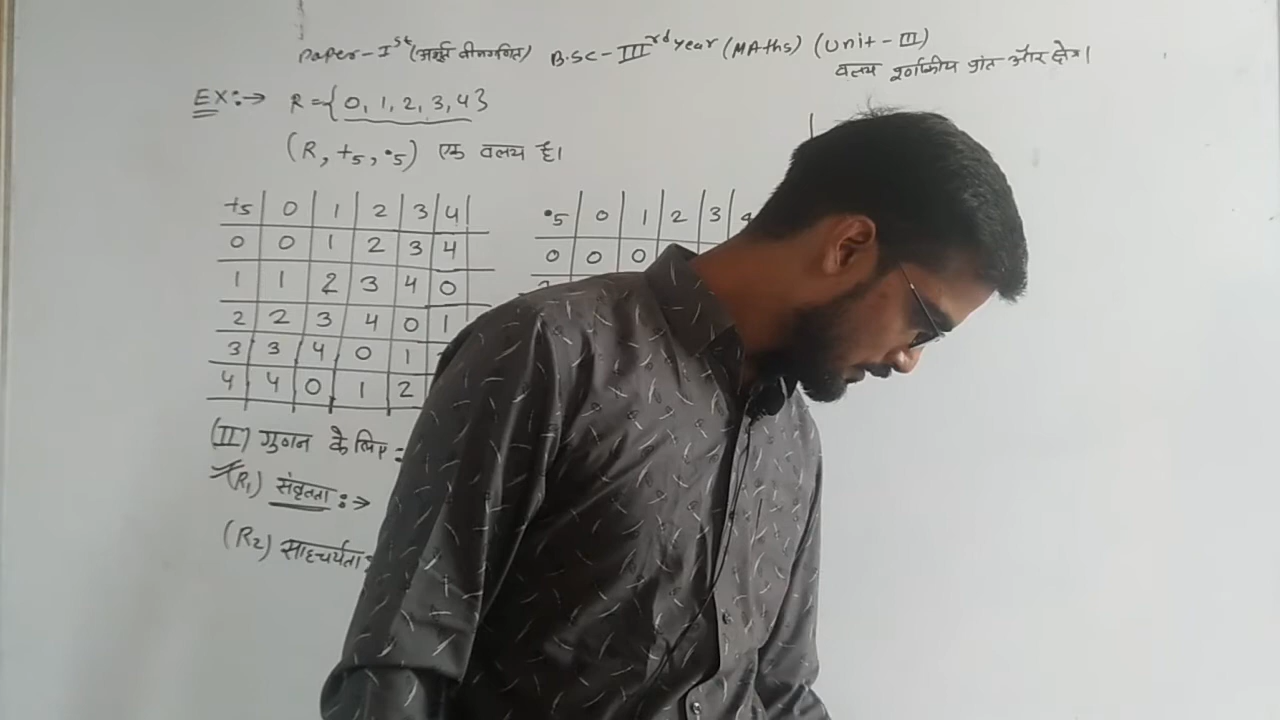 Paper-Ist (अमूर्त बीजगणित) B.Sc-IIIrd year (MAths) (Unit-III)
वलय पूर्णांकीय प्रांत और क्षेत्र।
EX:→ R={0, 1, 2, 3, 4}
(R, +5, •5) एक वलय है।
+5 0 1 2 3 4
0 0 1 2 3 4
1 1 2 3 4 0
2 2 3 4 0 1
3 3 4 0 1
4 4 0 1 2
•5 0 1 2 3 4
0 0 0
(II) गुणन के लिए =
(R1) संवृतता :→
(R2) साहचर्यता :